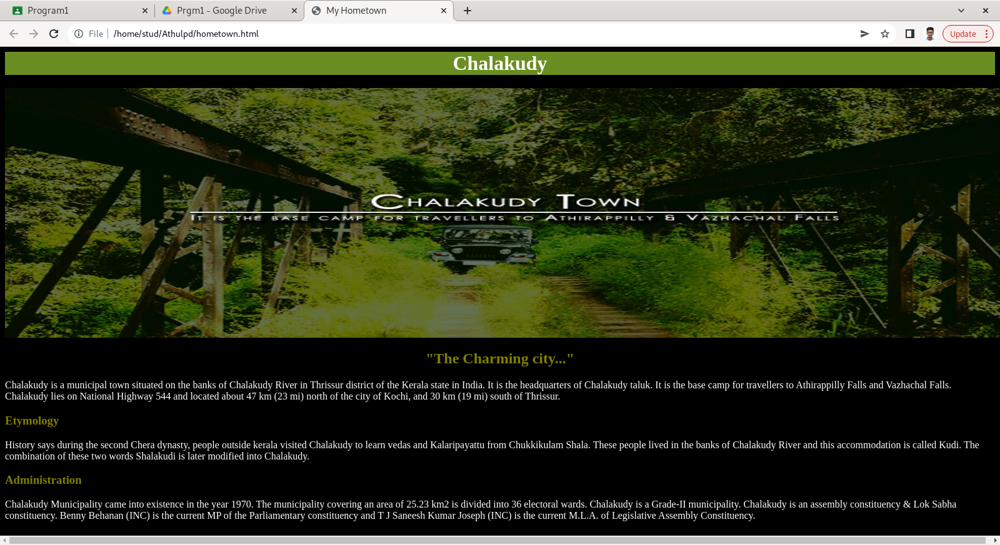 Program1
Prgm1 - Google Drive
My Hometown
File
/home/stud/Athulpd/hometown.html
Update
Chalakudy
Chalakudy Town
It is the base camp for travellers to Athirappilly & Vazhachal Falls
"The Charming city..."
Chalakudy is a municipal town situated on the banks of Chalakudy River in Thrissur district of the Kerala state in India. It is the headquarters of Chalakudy taluk. It is the base camp for travellers to Athirappilly Falls and Vazhachal Falls.
Chalakudy lies on National Highway 544 and located about 47 km (23 mi) north of the city of Kochi, and 30 km (19 mi) south of Thrissur.
Etymology
History says during the second Chera dynasty, people outside kerala visited Chalakudy to learn vedas and Kalaripayattu from Chukkikulam Shala. These people lived in the banks of Chalakudy River and this accommodation is called Kudi. The
combination of these two words Shalakudi is later modified into Chalakudy.
Administration
Chalakudy Municipality came into existence in the year 1970. The municipality covering an area of 25.23 km2 is divided into 36 electoral wards. Chalakudy is a Grade-II municipality. Chalakudy is an assembly constituency & Lok Sabha
constituency. Benny Behanan (INC) is the current MP of the Parliamentary constituency and T J Saneesh Kumar Joseph (INC) is the current M.L.A. of Legislative Assembly Constituency.